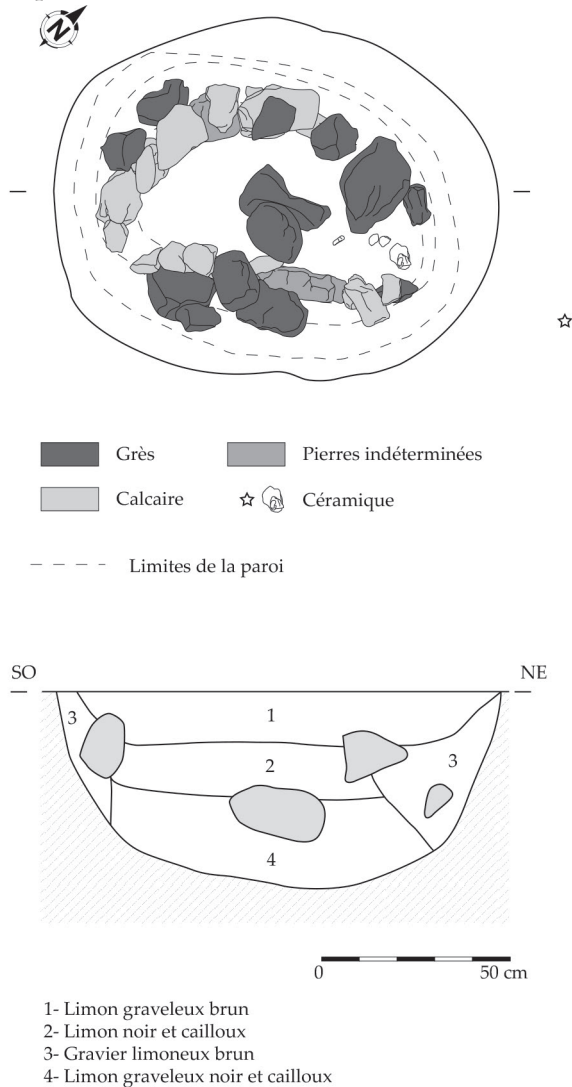 N
Grès
Pierres indéterminées
Calcaire
Céramique
Limites de la paroi
SO
NE
3
1
2
3
4
0
50 cm
1- Limon graveleux brun
2- Limon noir et cailloux
3- Gravier limoneux brun
4- Limon graveleux noir et cailloux